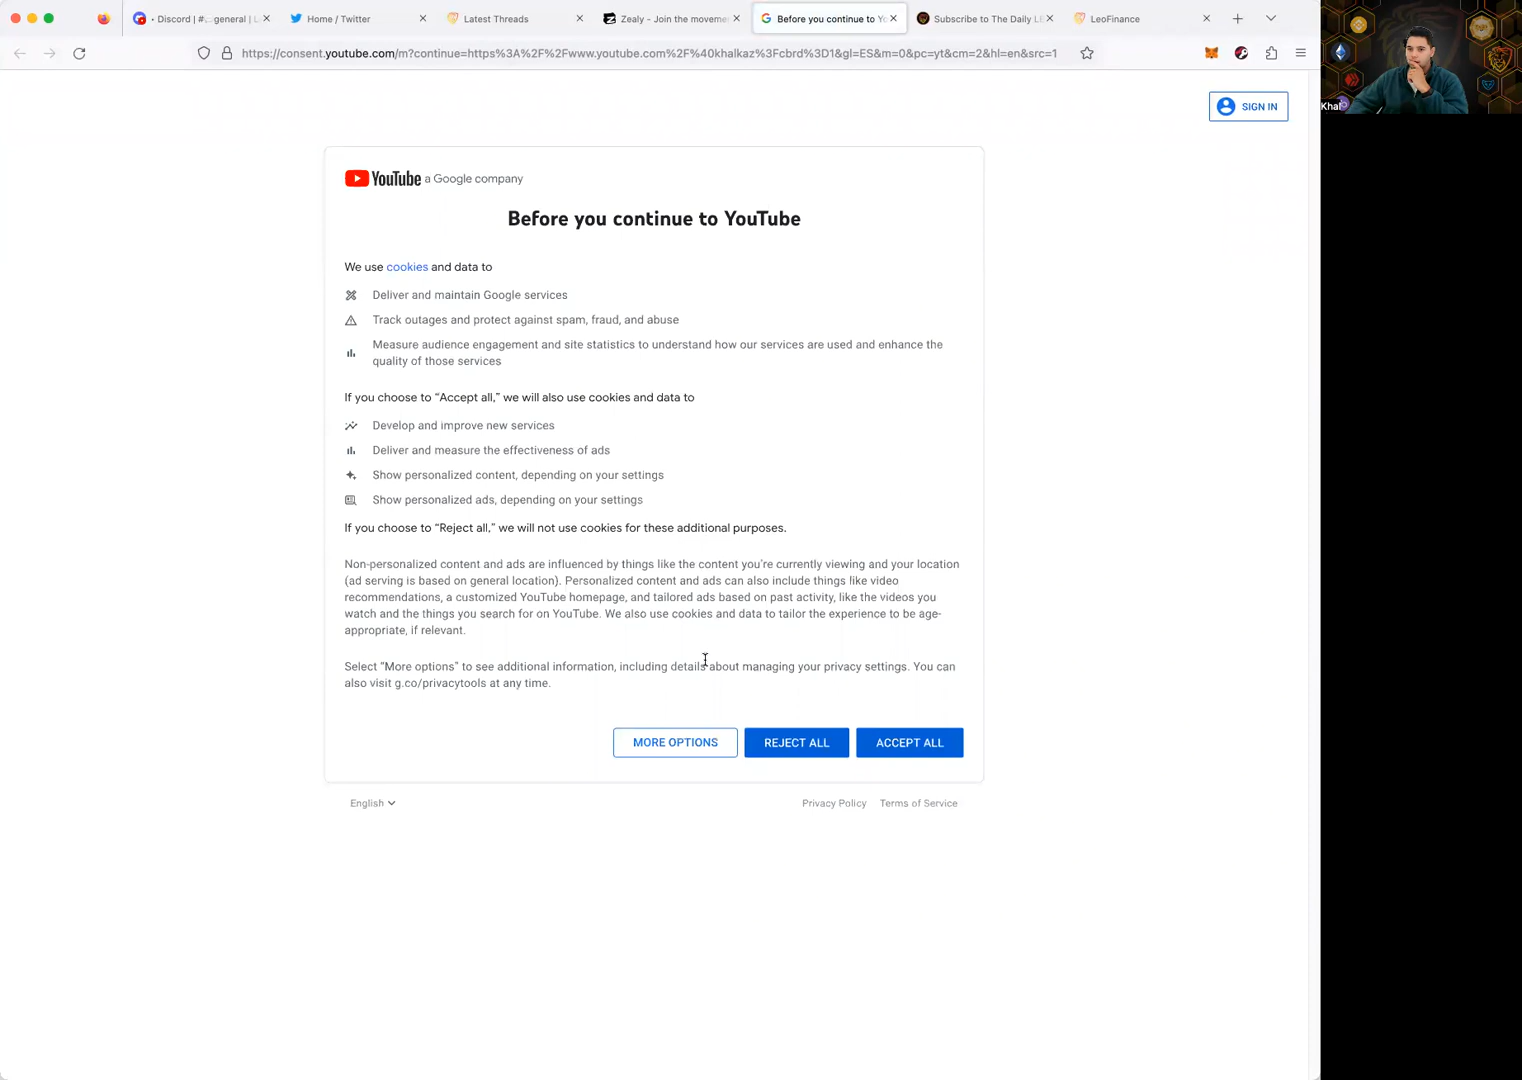 Discord | #
general | L
Home / Twitter
Latest Threads
Zealy - Join the moveme
Before you continue to Yo
Subscribe to The Daily LE
LeoFinance
https://consent.youtube.com/m?continue=https%3A%2F%2Fwww.youtube.com%2F%40khalkaz%3Fcbrd%3D1&gl=ES&m=0&pc=yt&cm=2&hl=en&src=1
Khal
SIGN IN
YouTube a Google company
Before you continue to YouTube
We use cookies and data to
Deliver and maintain Google services
Track outages and protect against spam, fraud, and abuse
Measure audience engagement and site statistics to understand how our services are used and enhance the
quality of those services
If you choose to “Accept all,” we will also use cookies and data to
Develop and improve new services
Deliver and measure the effectiveness of ads
Show personalized content, depending on your settings
Show personalized ads, depending on your settings
If you choose to “Reject all,” we will not use cookies for these additional purposes.
Non-personalized content and ads are influenced by things like the content you’re currently viewing and your location
(ad serving is based on general location). Personalized content and ads can also include things like video
recommendations, a customized YouTube homepage, and tailored ads based on past activity, like the videos you
watch and the things you search for on YouTube. We also use cookies and data to tailor the experience to be age-
appropriate, if relevant.
Select “More options” to see additional information, including details about managing your privacy settings. You can
also visit g.co/privacytools at any time.
MORE OPTIONS
REJECT ALL
ACCEPT ALL
English
Privacy Policy
Terms of Service